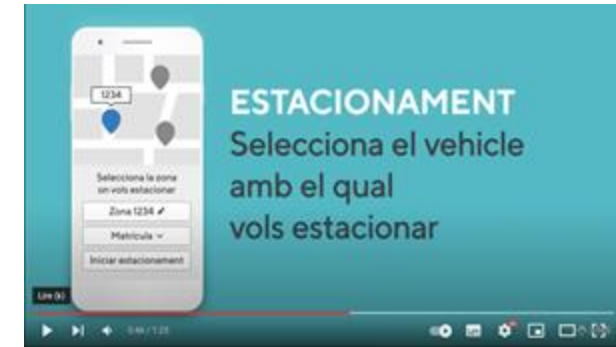 1234
Selecciona la zona
on vols estacionar
Zona 1234
Matrícula
Iniciar estacionament
ESTACIONAMENT
Selecciona el vehicle
amb el qual
vols estacionar
Lire (k)